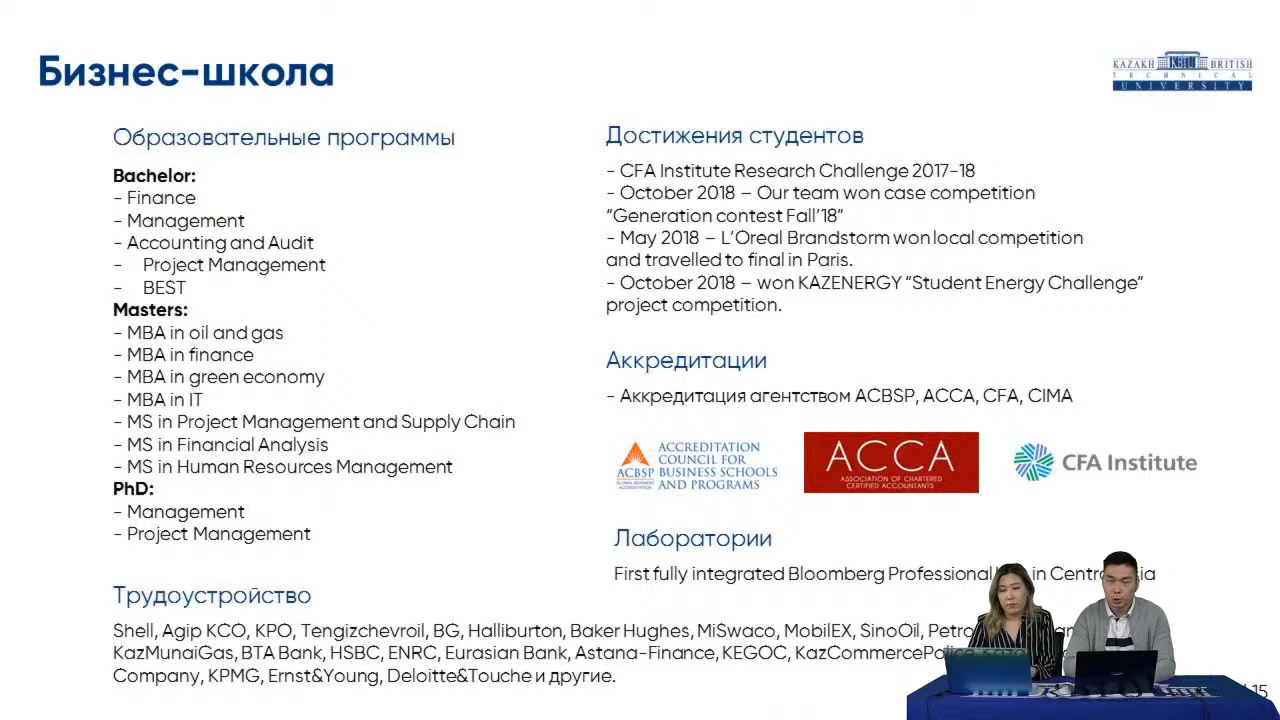 Бизнес-школа
KAZAKH KBTU BRITISH
TECHNICAL
UNIVERSITY
Образовательные программы
Bachelor:
- Finance
- Management
- Accounting and Audit
- Project Management
- BEST
Masters:
- MBA in oil and gas
- MBA in finance
- MBA in green economy
- MBA in IT
- MS in Project Management and Supply Chain
- MS in Financial Analysis
- MS in Human Resources Management
PhD:
- Management
- Project Management
Трудоустройство
Shell, Agip KCO, KPO, Tengizchevroil, BG, Halliburton, Baker Hughes, MiSwaco, MobilEX, SinoOil,
KazMunaiGas, BTA Bank, HSBC, ENRC, Eurasian Bank, Astana-Finance, KEGOC,
Company, KPMG, Ernst&Young, Deloitte&Touche и другие.
Достижения студентов
- CFA Institute Research Challenge 2017-18
- October 2018 – Our team won case competition
“Generation contest Fall’18”
- May 2018 – L’Oreal Brandstorm won local competition
and travelled to final in Paris.
- October 2018 – won KAZENERGY “Student Energy Challenge”
project competition.
Аккредитации
- Аккредитация агентством ACBSP, ACCA, CFA, CIMA
ACBSP
GLOBAL BUSINESS
ACCREDITATION
ACCREDITATION
COUNCIL FOR
BUSINESS SCHOOLS
AND PROGRAMS
ACCA
ASSOCIATION OF CHARTERED
CERTIFIED ACCOUNTANTS
CFA Institute
Лаборатории
First fully integrated Bloomberg Professional in
15